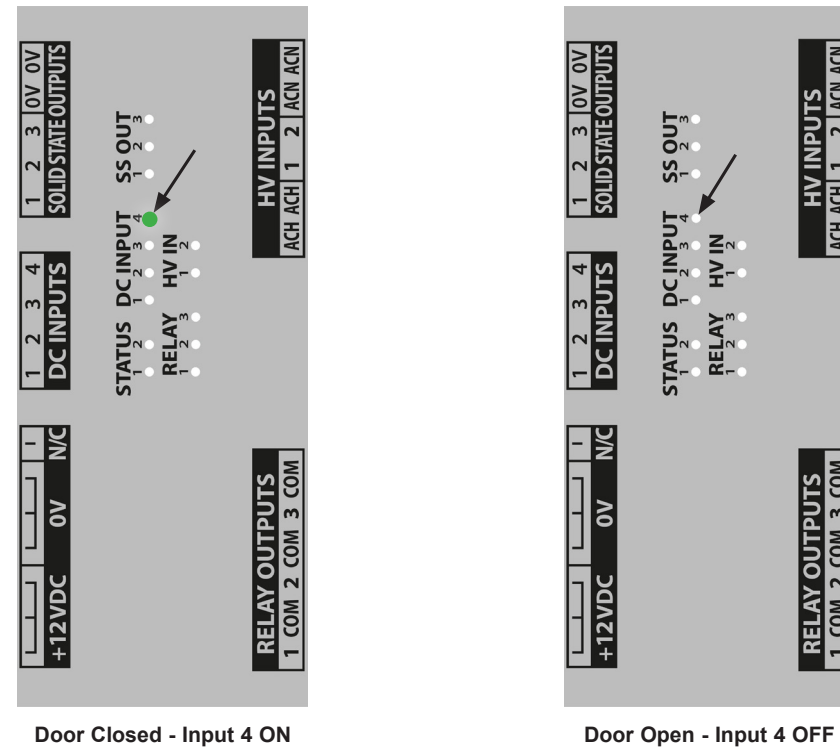 1 2 3 0V 0V
SOLID STATE OUTPUTS
1 2 3 4
DC INPUTS
- N/C
0V
+12VDC
SS OUT
1 2 3
DC INPUT
1 2 3 4
STATUS
1 2
HV IN
1 2
RELAY
1 2 3
HV INPUTS
ACH ACH 1 2 ACN ACN
RELAY OUTPUTS
1 COM 2 COM 3 COM
Door Closed - Input 4 ON
1 2 3 0V 0V
SOLID STATE OUTPUTS
1 2 3 4
DC INPUTS
- N/C
0V
+12VDC
SS OUT
1 2 3
DC INPUT
1 2 3 4
STATUS
1 2
HV IN
1 2
RELAY
1 2 3
HV INPUTS
ACH ACH 1 2 ACN ACN
RELAY OUTPUTS
1 COM 2 COM 3 COM
Door Open - Input 4 OFF